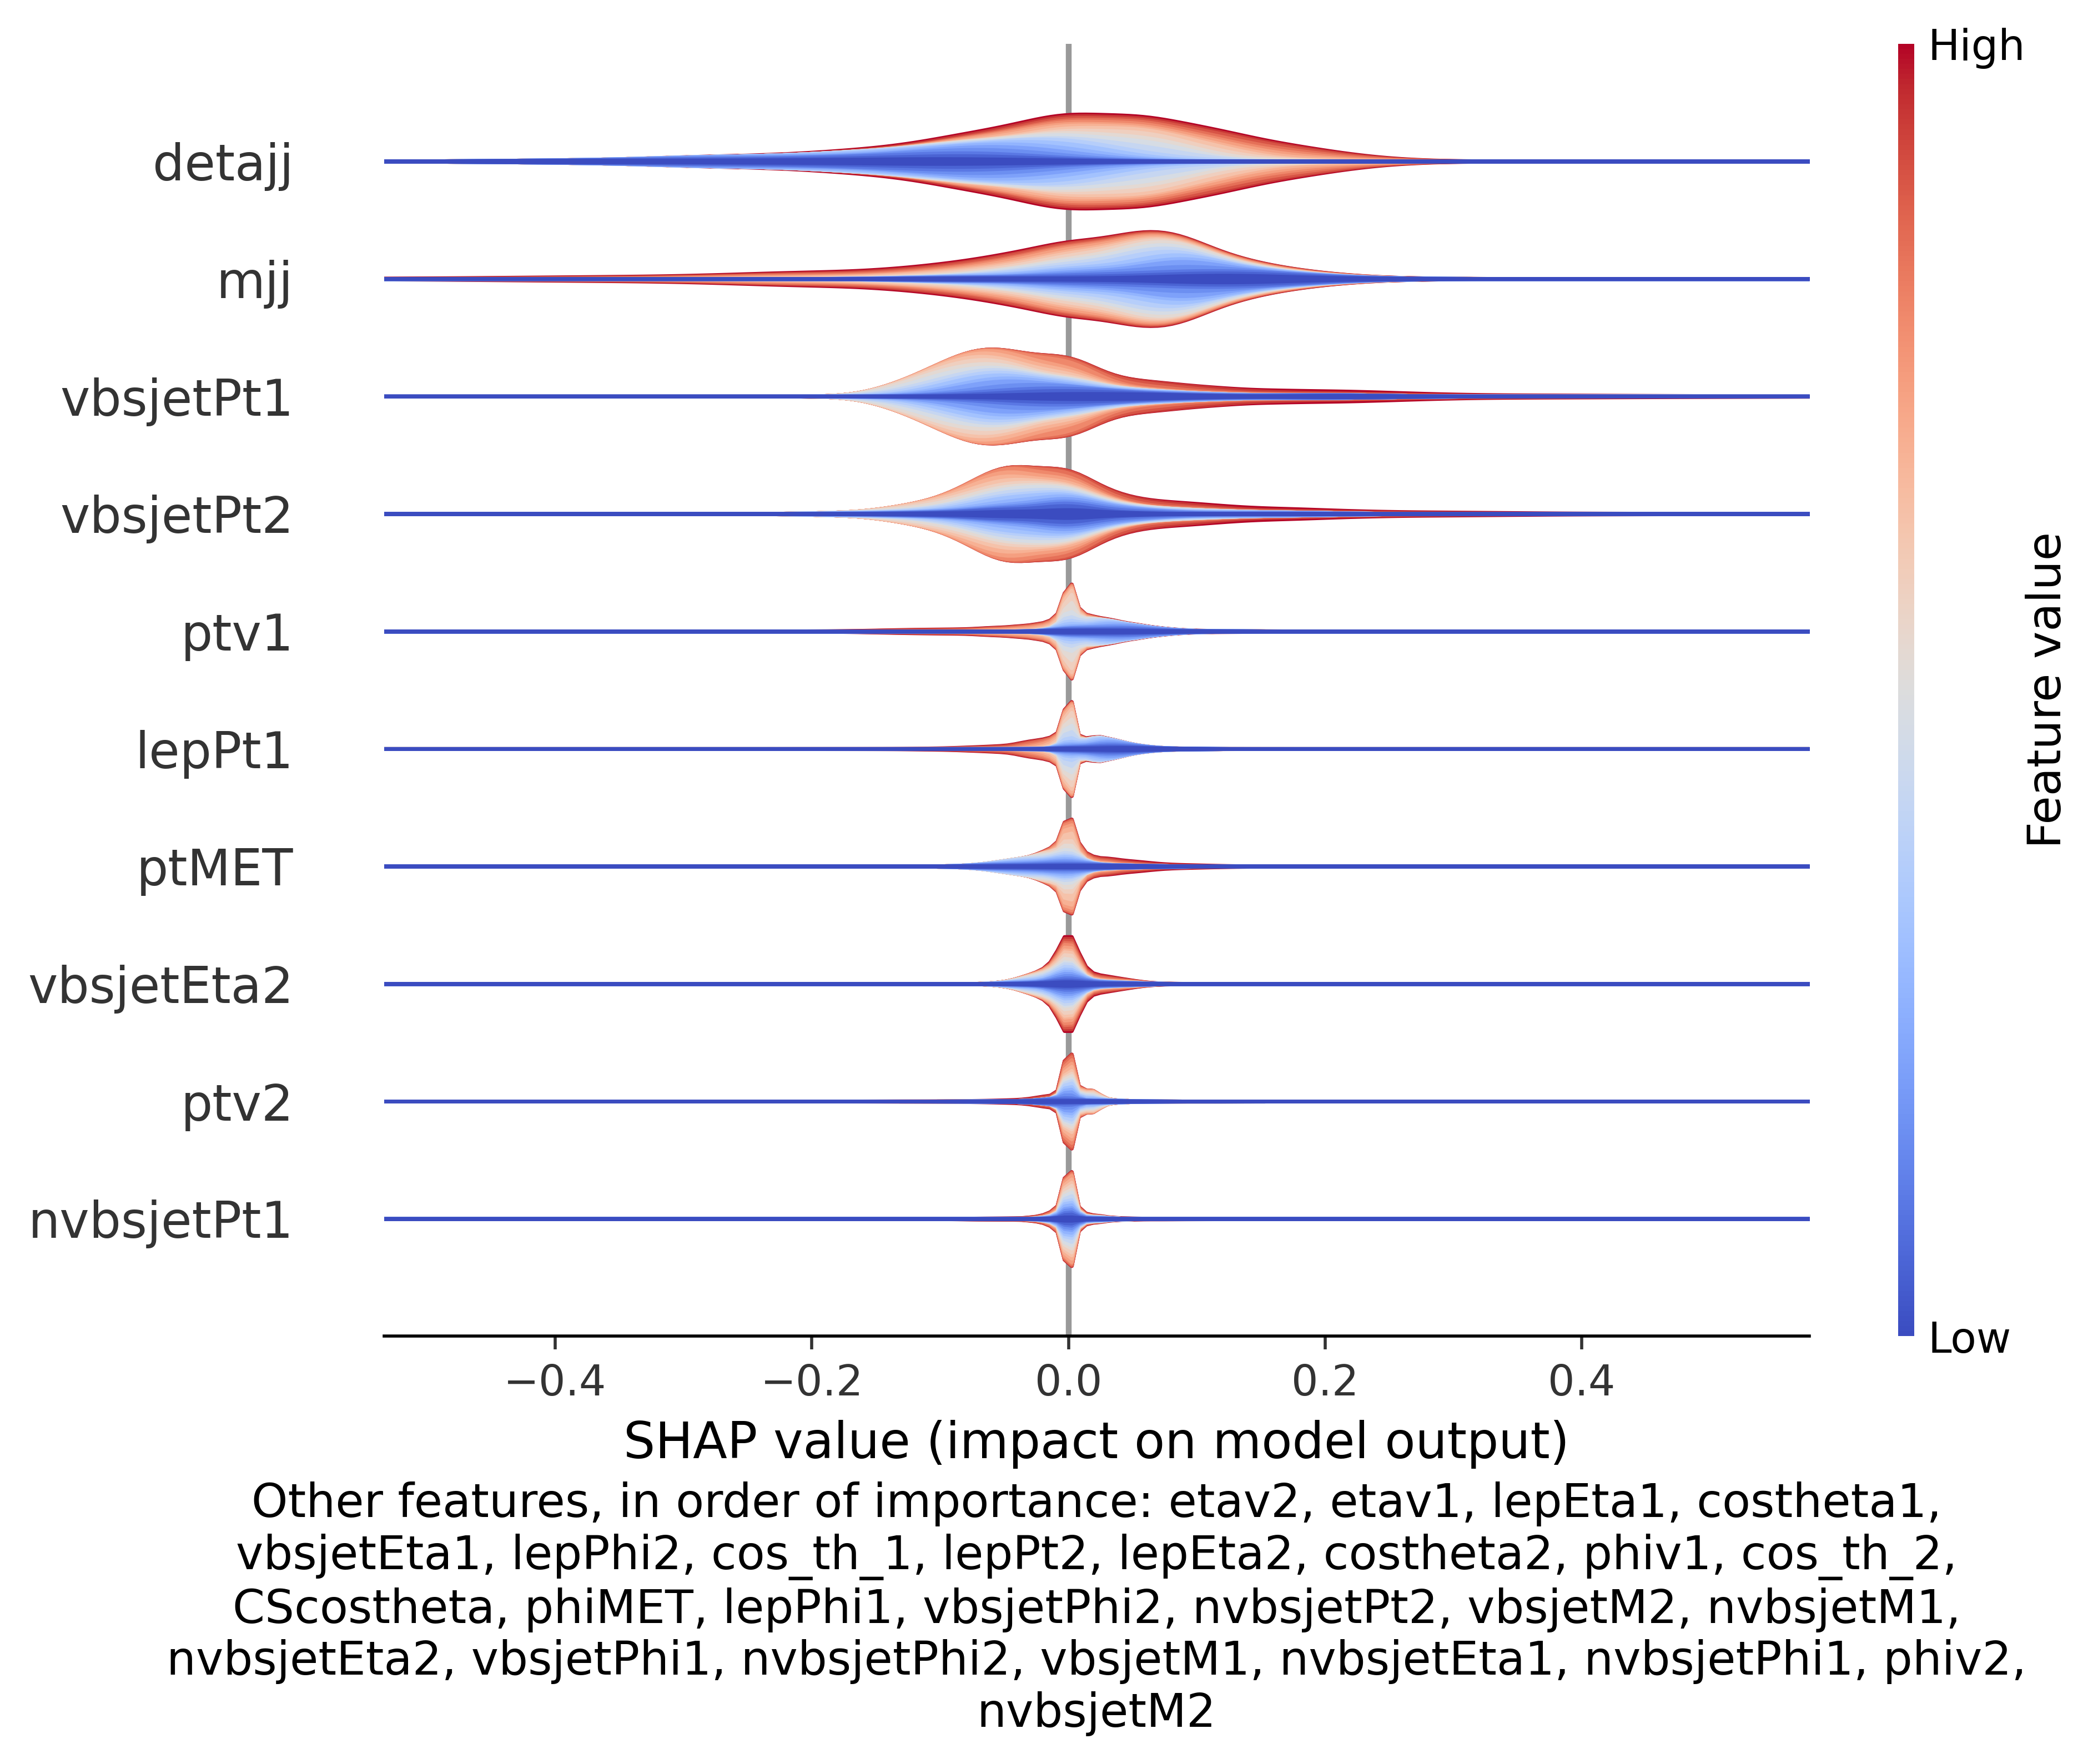 High
detajj
mjj
vbsjetPt1
vbsjetPt2
ptv1
lepPt1
ptMET
vbsjetEta2
ptv2
nvbsjetPt1
Feature value
Low
−0.4 −0.2 0.0 0.2 0.4
SHAP value (impact on model output)
Other features, in order of importance: etav2, etav1, lepEta1, costheta1,
vbsjetEta1, lepPhi2, cos_th_1, lepPt2, lepEta2, costheta2, phiv1, cos_th_2,
CScostheta, phiMET, lepPhi1, vbsjetPhi2, nvbsjetPt2, vbsjetM2, nvbsjetM1,
nvbsjetEta2, vbsjetPhi1, nvbsjetPhi2, vbsjetM1, nvbsjetEta1, nvbsjetPhi1, phiv2,
nvbsjetM2